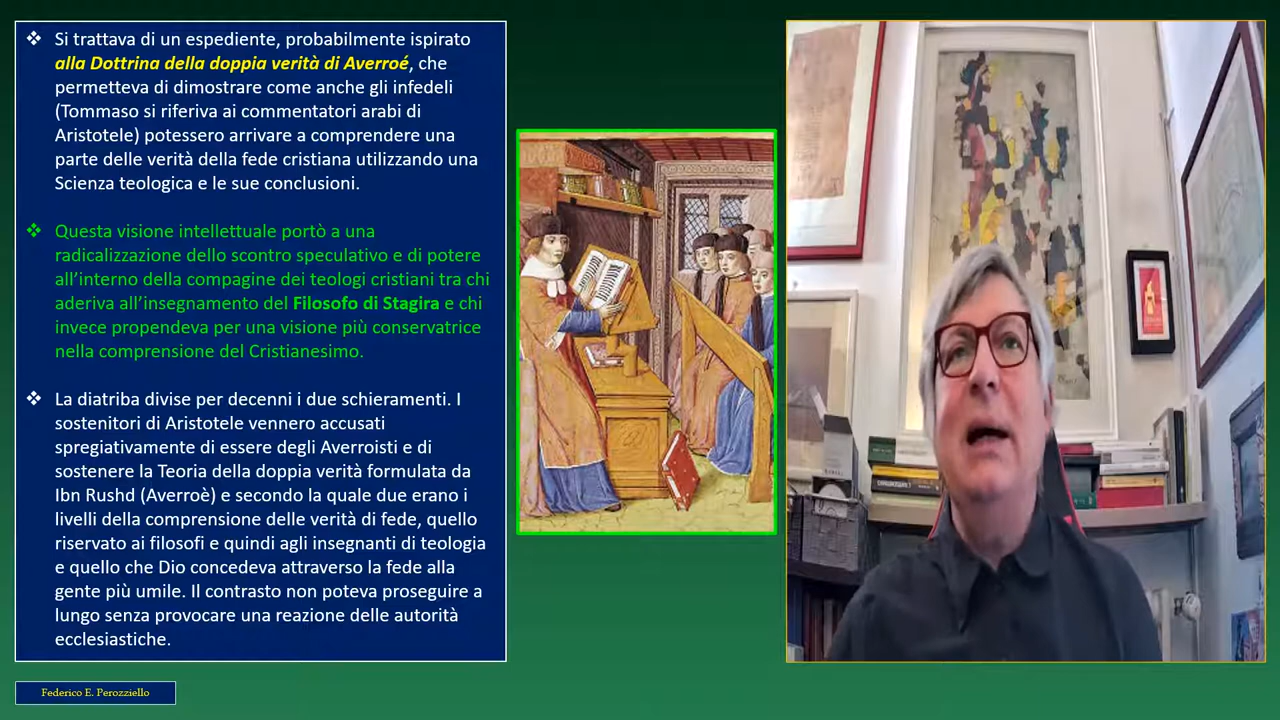 ❖ Si trattava di un espediente, probabilmente ispirato
alla Dottrina della doppia verità di Averroé, che
permetteva di dimostrare come anche gli infedeli
(Tommaso si riferiva ai commentatori arabi di
Aristotele) potessero arrivare a comprendere una
parte delle verità della fede cristiana utilizzando una
Scienza teologica e le sue conclusioni.
❖ Questa visione intellettuale portò a una
radicalizzazione dello scontro speculativo e di potere
all'interno della compagine dei teologi cristiani tra chi
aderiva all'insegnamento del Filosofo di Stagira e chi
invece propendeva per una visione più conservatrice
nella comprensione del Cristianesimo.
❖ La diatriba divise per decenni i due schieramenti. I
sostenitori di Aristotele vennero accusati
spregiativamente di essere degli Averroisti e di
sostenere la Teoria della doppia verità formulata da
Ibn Rushd (Averroè) e secondo la quale due erano i
livelli della comprensione delle verità di fede, quello
riservato ai filosofi e quindi agli insegnanti di teologia
e quello che Dio concedeva attraverso la fede alla
gente più umile. Il contrasto non poteva proseguire a
lungo senza provocare una reazione delle autorità
ecclesiastiche.
Federico E. Perozziello